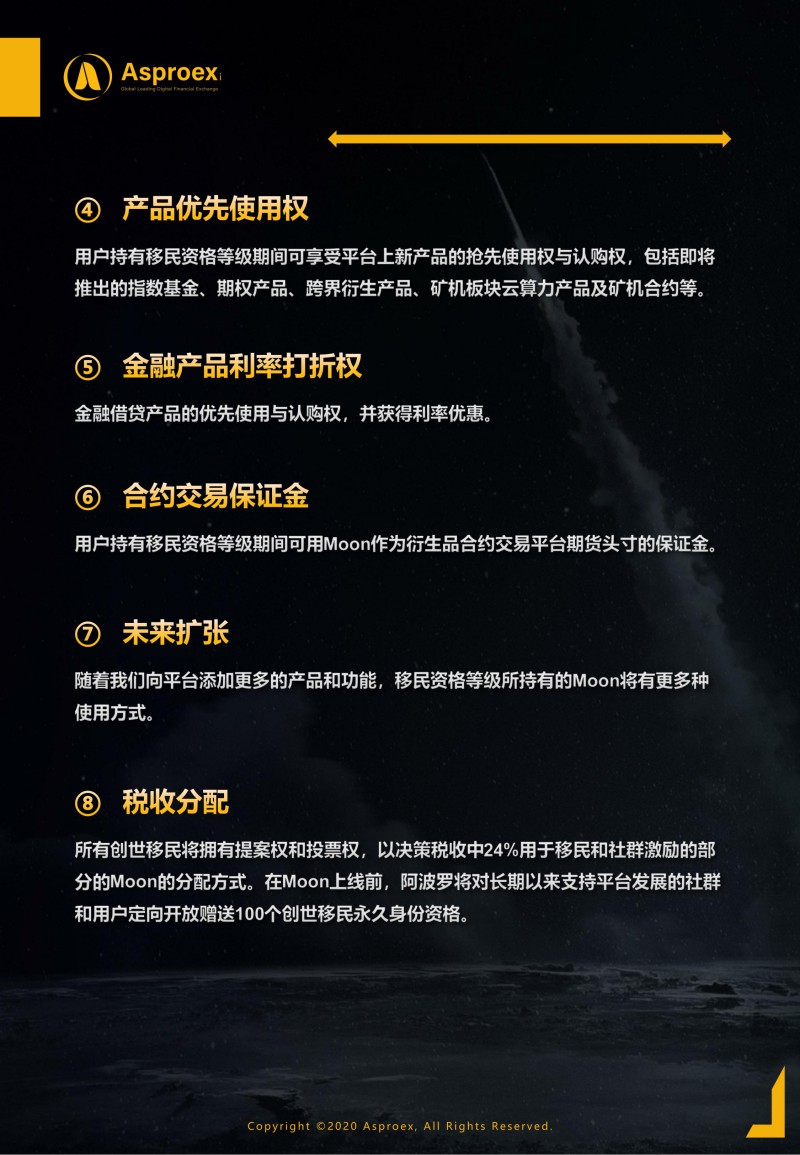 Asproex
Global Leading Digital Financial Exchange
④ 产品优先使用权
用户持有移民资格等级期间可享受平台上新产品的抢先使用权与认购权，包括即将
推出的指数基金、期权产品、跨界衍生产品、矿机板块云算力产品及矿机合约等。
⑤ 金融产品利率打折权
金融借贷产品的优先使用与认购权，并获得利率优惠。
⑥ 合约交易保证金
用户持有移民资格等级期间可用Moon作为衍生品合约交易平台期货头寸的保证金。
⑦ 未来扩张
随着我们向平台添加更多的产品和功能，移民资格等级所持有的Moon将有更多种
使用方式。
⑧ 税收分配
所有创世移民将拥有提案权和投票权，以决策税收中24%用于移民和社群激励的部
分的Moon的分配方式。在Moon上线前，阿波罗将对长期以来支持平台发展的社群
和用户定向开放赠送100个创世移民永久身份资格。
Copyright ©2020 Asproex, All Rights Reserved.